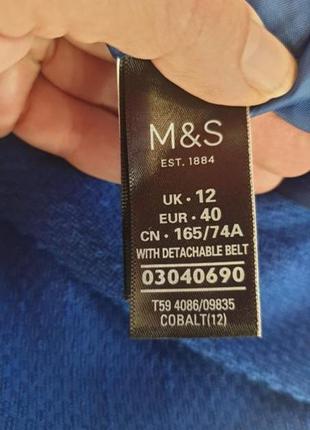 M&S
EST. 1884
UK · 12
EUR · 40
CN · 165/74A
WITH DETACHABLE BELT
03040690
T59 4086/09835
COBALT(12)